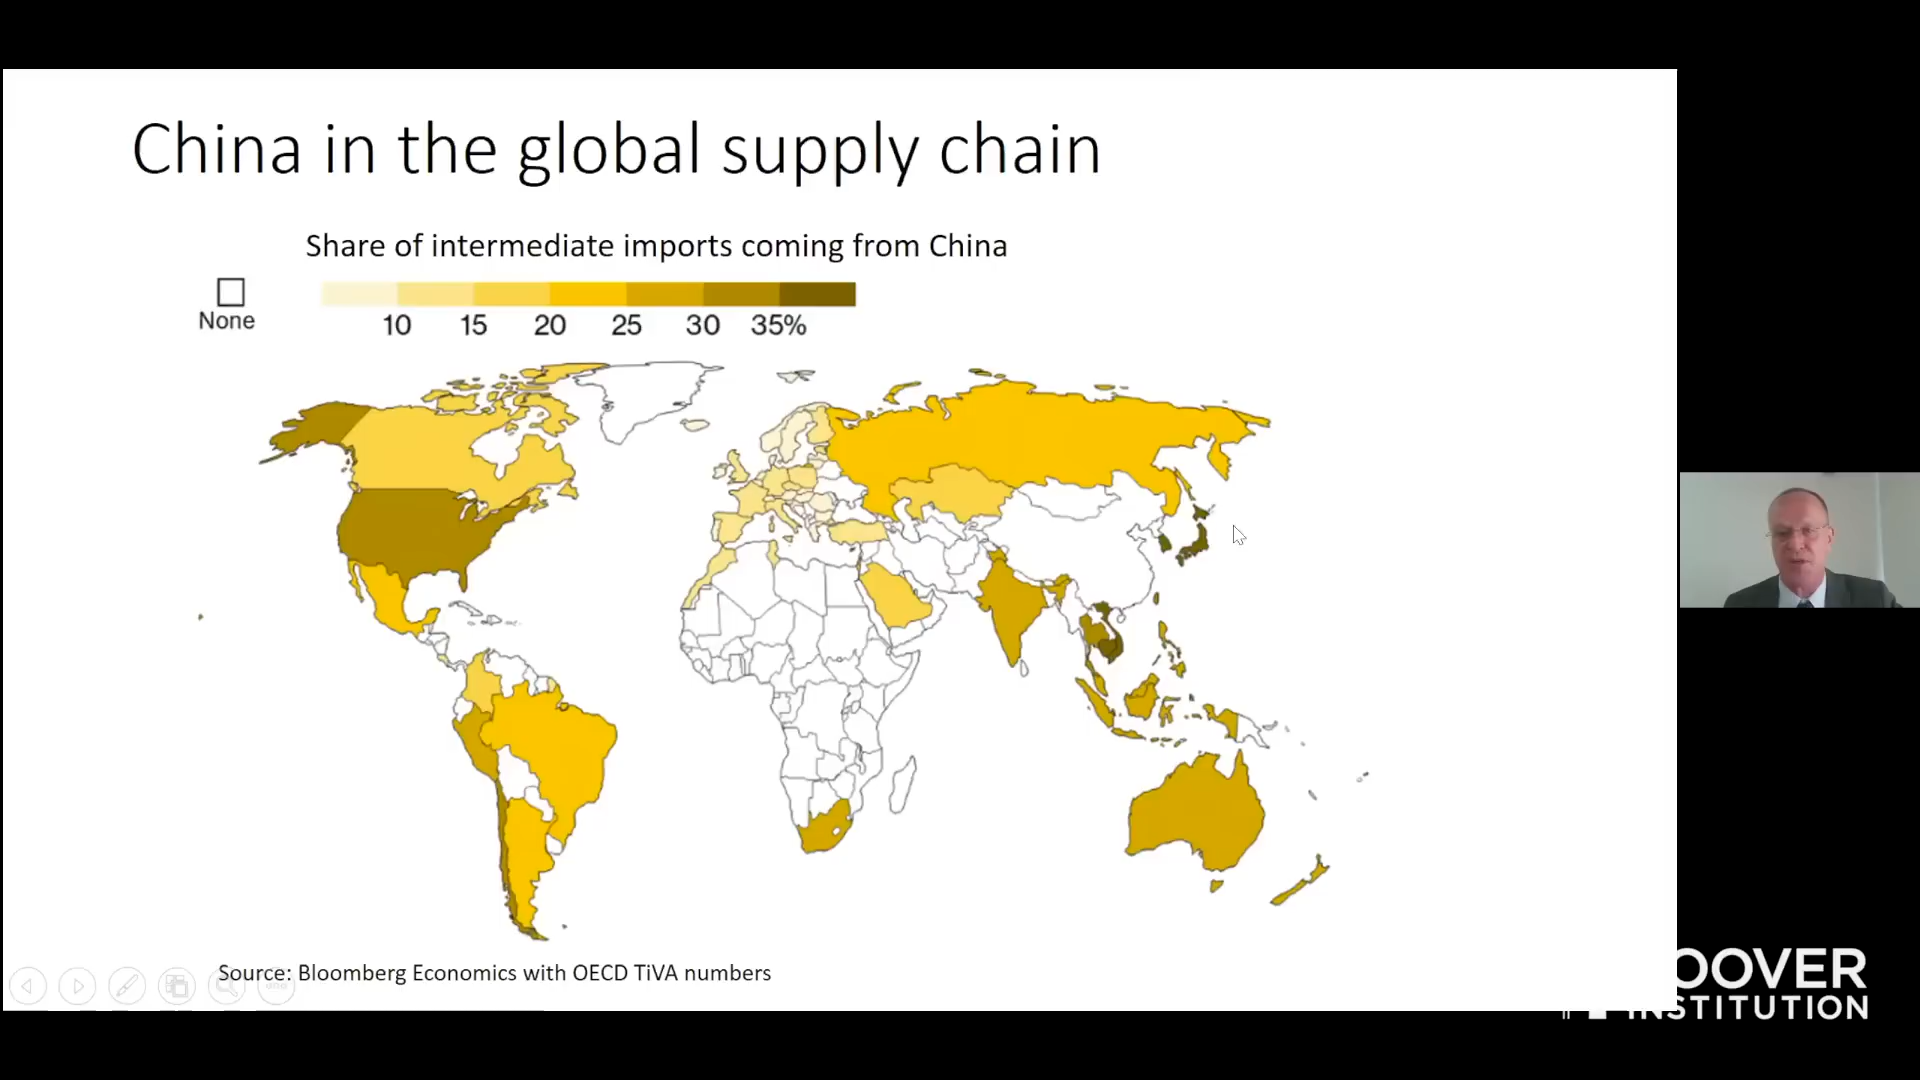 China in the global supply chain
Share of intermediate imports coming from China
None
10 15 20 25 30 35%
Source: Bloomberg Economics with OECD TiVA numbers
OOVER
INSTITUTION